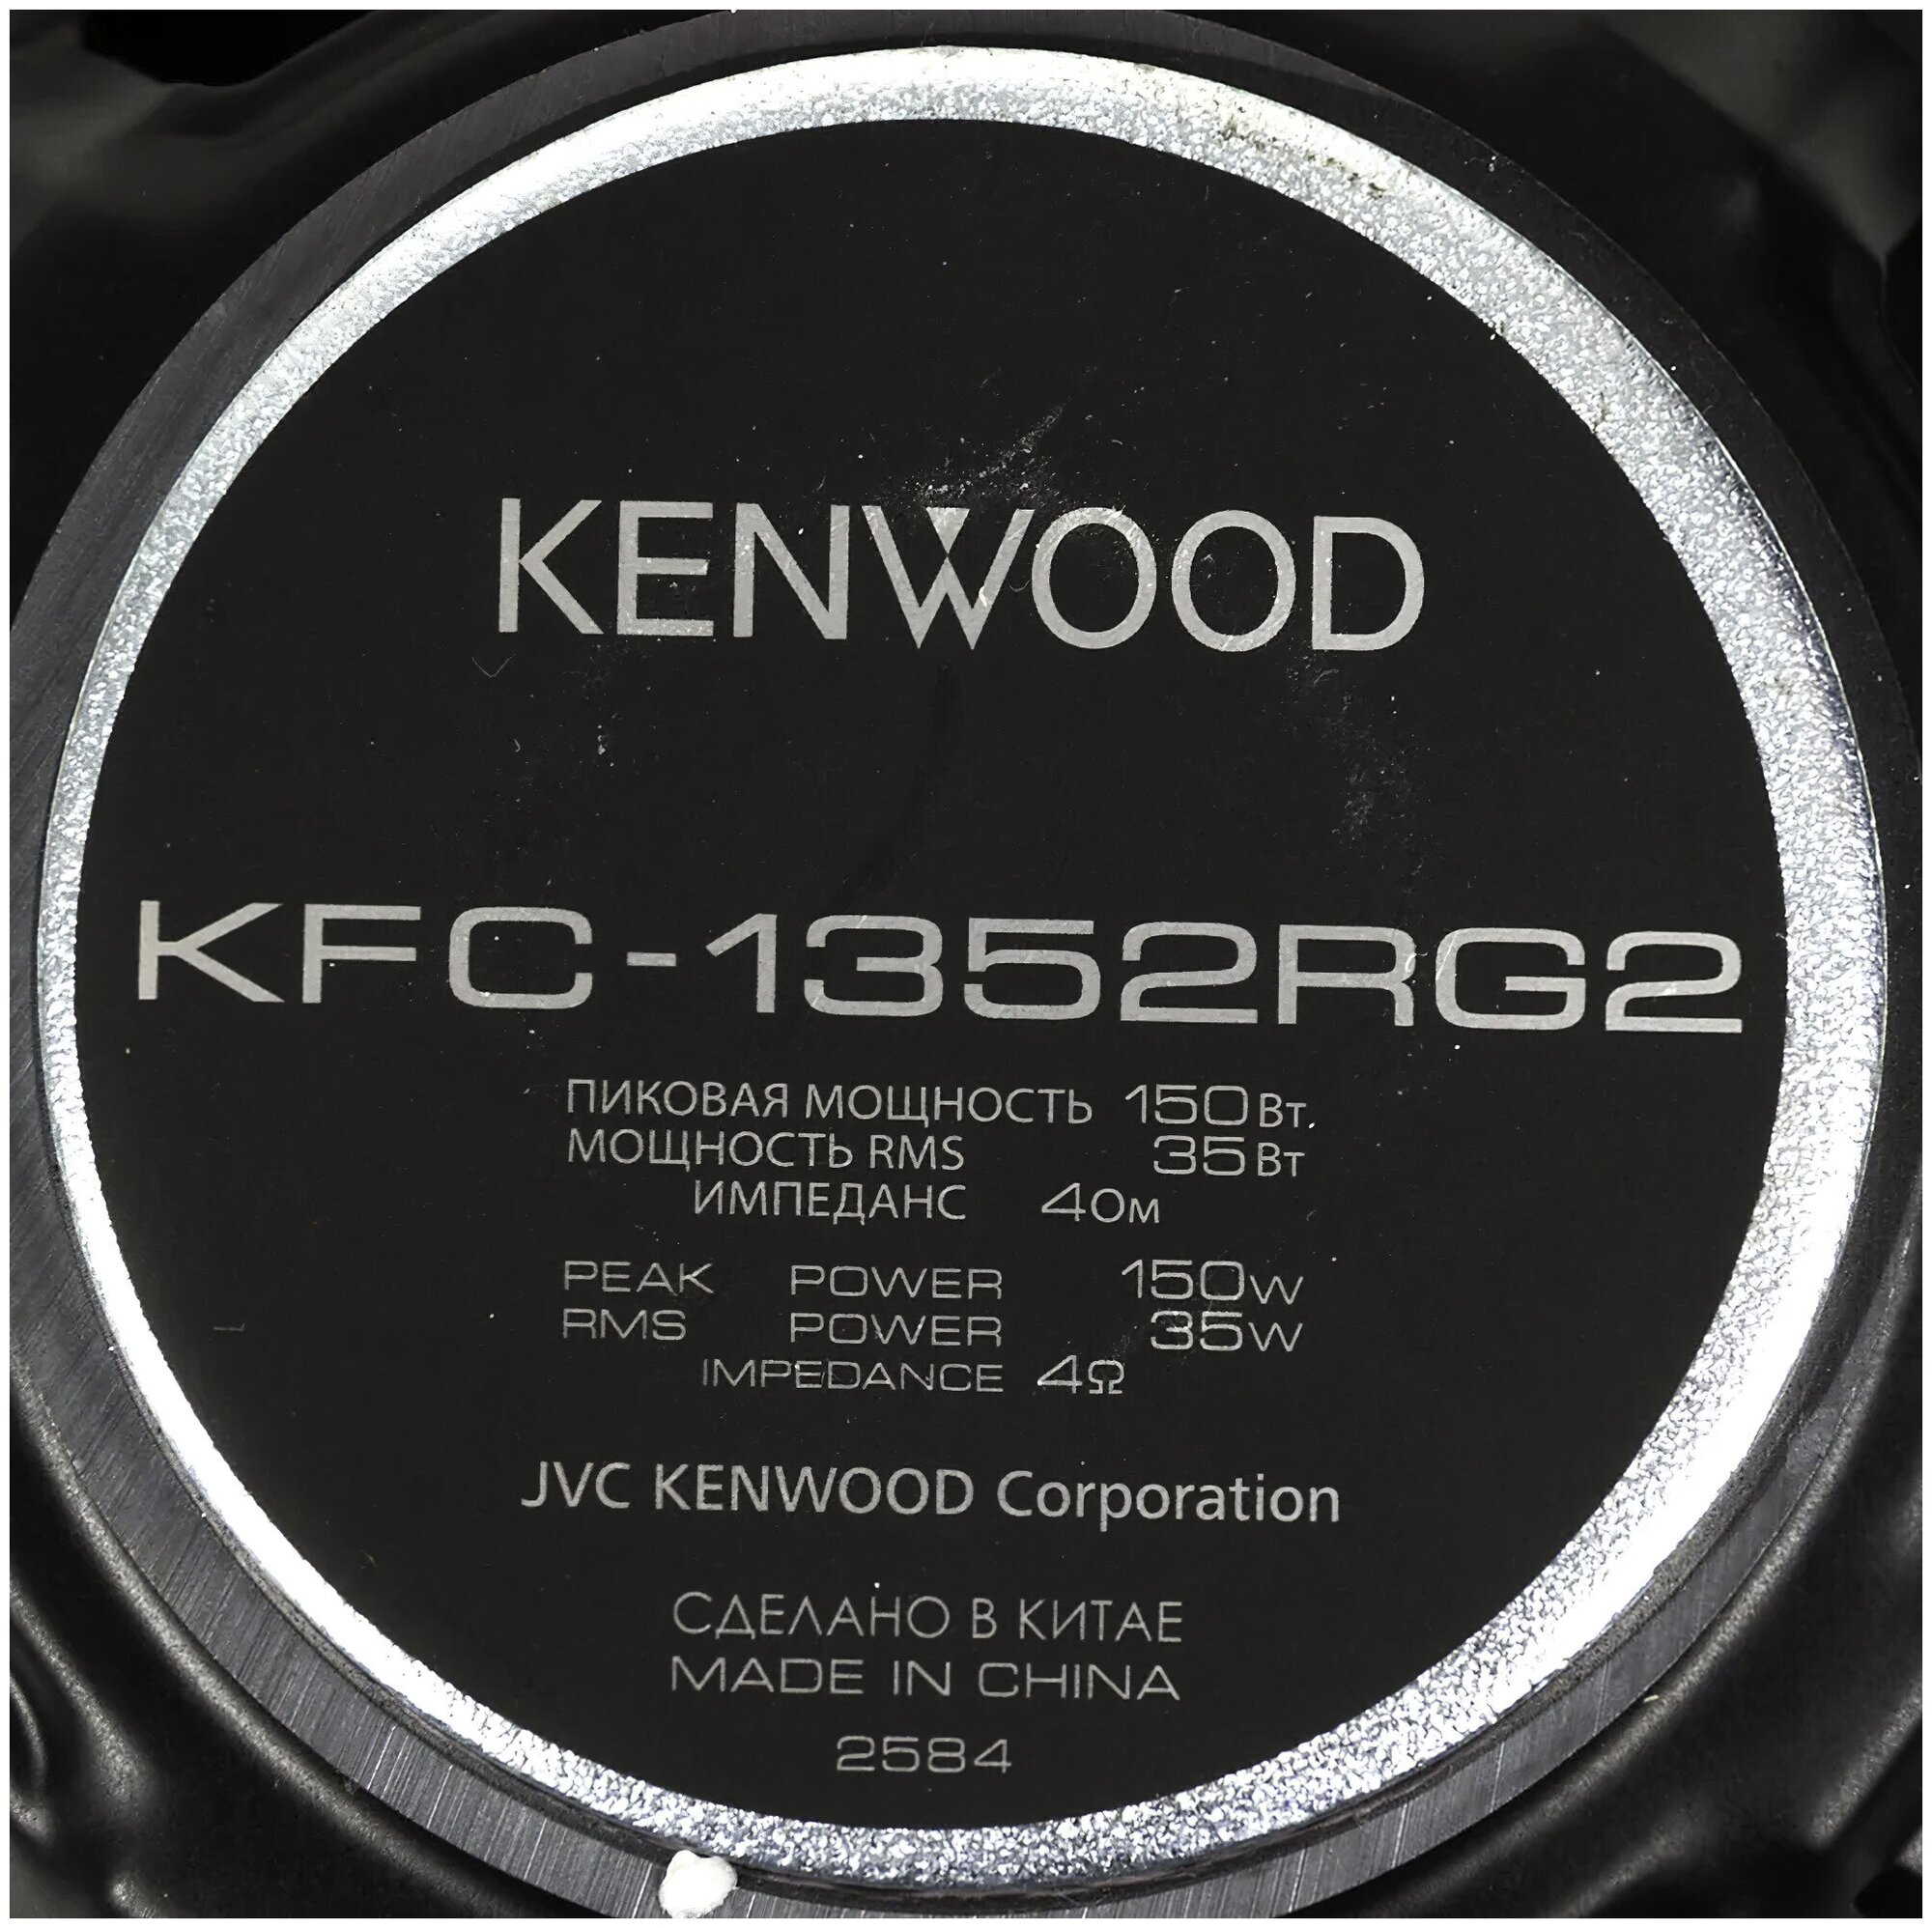 KENWOOD
KFC-1352RG2
ПИКОВАЯ МОЩНОСТЬ 150Вт.
МОЩНОСТЬ RMS 35Вт
ИМПЕДАНС 4Ом
PEAK POWER 150W
RMS POWER 35W
IMPEDANCE 4Ω
JVC KENWOOD Corporation
СДЕЛАНО В КИТАЕ
MADE IN CHINA
2584